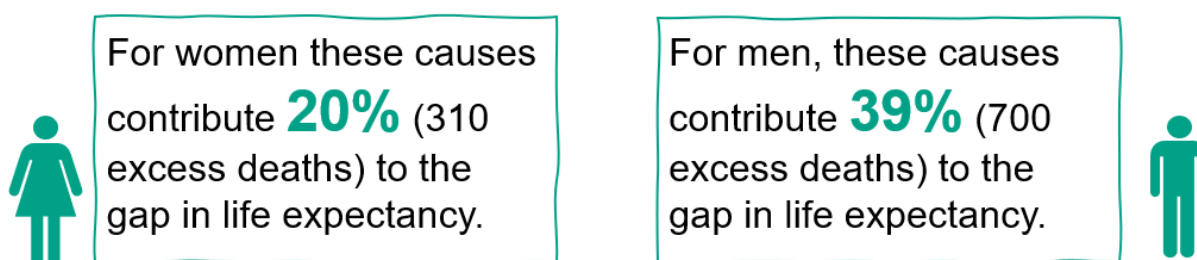 For women these causes
contribute 20% (310
excess deaths) to the
gap in life expectancy.
For men, these causes
contribute 39% (700
excess deaths) to the
gap in life expectancy.